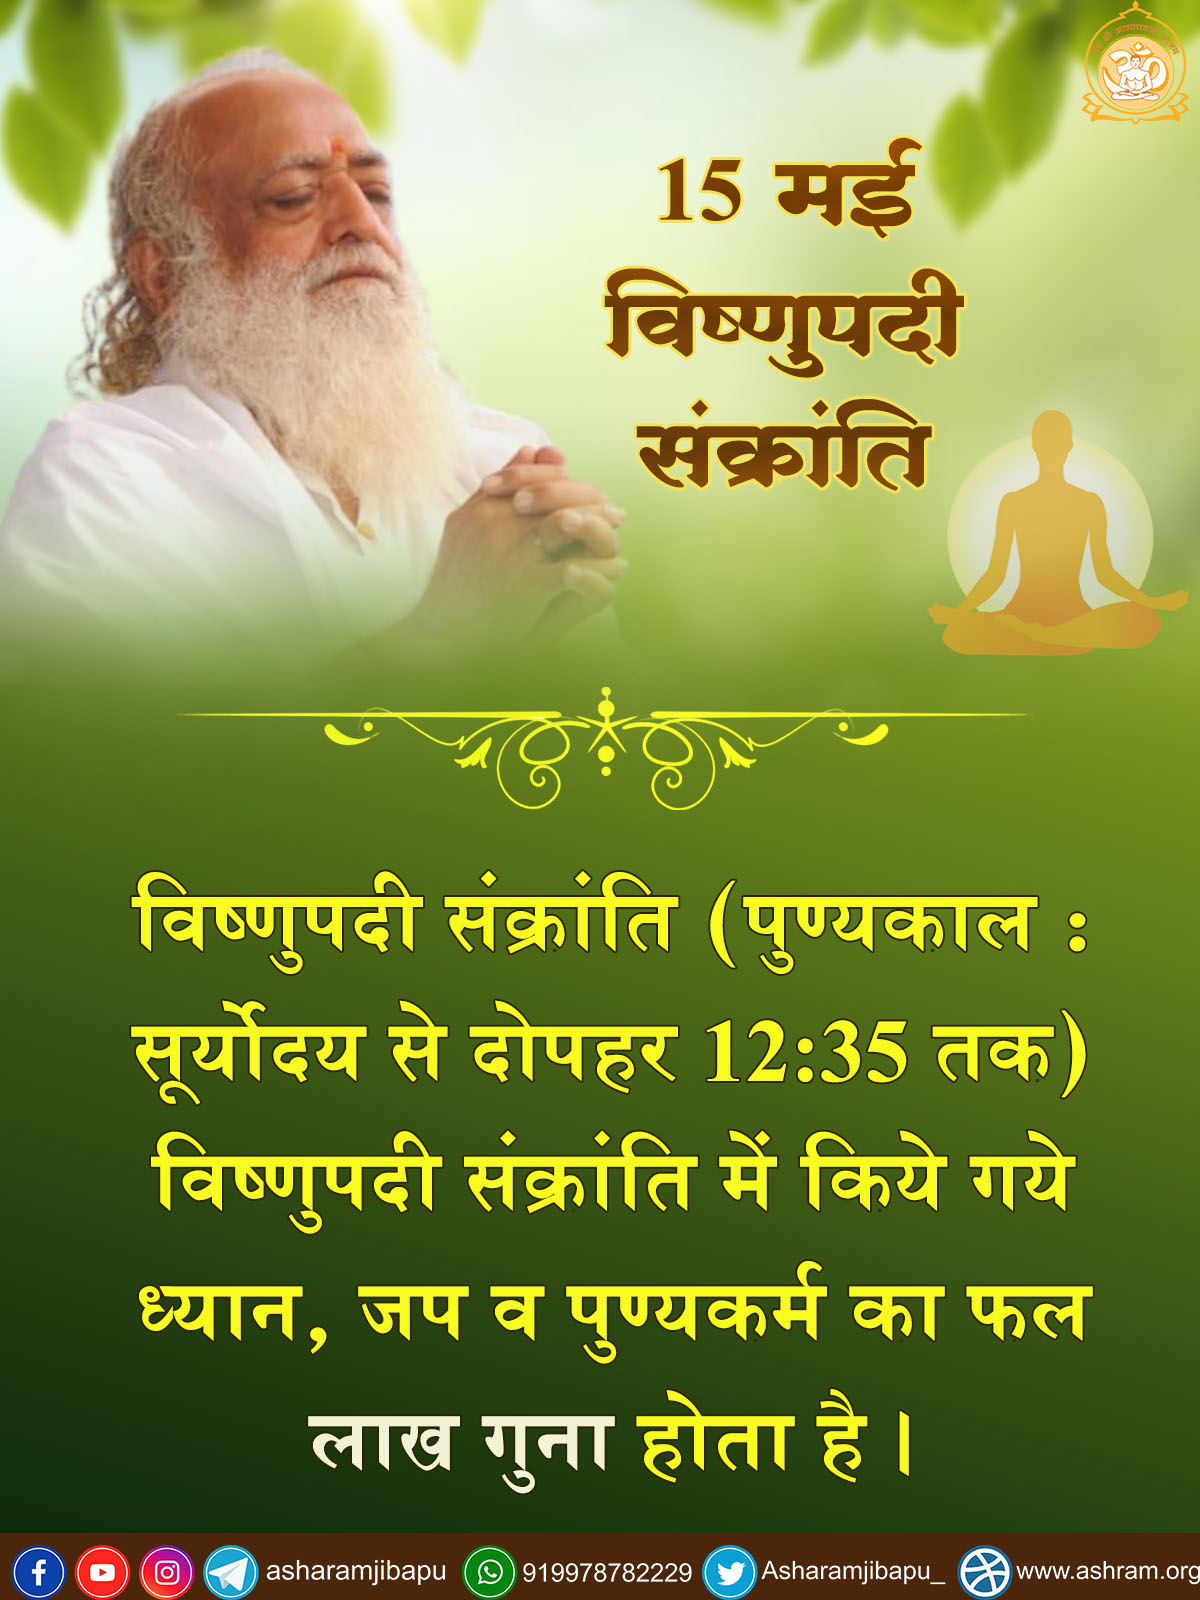 15 मई
विष्णुपदी
संक्रांति
विष्णुपदी संक्रांति (पुण्यकाल :
सूर्योदय से दोपहर 12:35 तक)
विष्णुपदी संक्रांति में किये गये
ध्यान, जप व पुण्यकर्म का फल
लाख गुना होता है।
asharamjibapu 919978782229 Asharamjibapu_ www.ashram.org